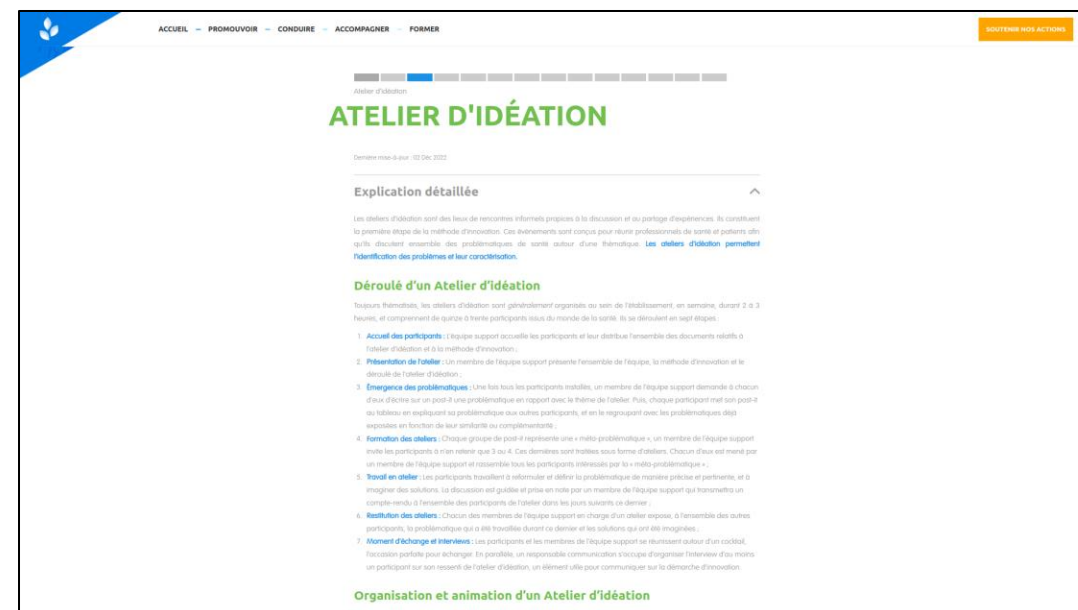 ACCUEIL – PROMOUVOIR – CONDUIRE – ACCOMPAGNER – FORMER
SOUTENIR NOS ACTIONS
Atelier d'idéation
ATELIER D'IDÉATION
Dernière mise-à-jour : 02 Déc 2022
Explication détaillée
Les ateliers d'idéation sont des lieux de rencontres informels propices à la discussion et au partage d'expériences. Ils constituent
la première étape de la méthode d'innovation. Ces évènements sont conçus pour réunir professionnels de santé et patients afin
qu'ils discutent ensemble des problématiques de santé autour d'une thématique. Les ateliers d'idéation permettent
l'identification des problèmes et leur caractérisation.
Déroulé d'un Atelier d'idéation
Toujours thématisés, les ateliers d'idéation sont généralement organisés au sein de l'établissement, en semaine, durant 2 à 3
heures, et comprennent de quinze à trente participants issus du monde de la santé. Ils se déroulent en sept étapes :
1. Accueil des participants : L'équipe support accueille les participants et leur distribue l'ensemble des documents relatifs à
l'atelier d'idéation et à la méthode d'innovation ;
2. Présentation de l'atelier : Un membre de l'équipe support présente l'ensemble de l'équipe, la méthode d'innovation et le
déroulé de l'atelier d'idéation ;
3. Émergence des problématiques : Une fois tous les participants installés, un membre de l'équipe support demande à chacun
d'eux d'écrire sur un post-it une problématique en rapport avec le thème de l'atelier. Puis, chaque participant met son post-it
au tableau en expliquant sa problématique aux autres participants, et en le regroupant avec les problématiques déjà
exposées en fonction de leur similarité ou complémentarité ;
4. Formation des ateliers : Chaque groupe de post-it représente une « méta-problématique », un membre de l'équipe support
invite les participants à n'en retenir que 3 ou 4. Ces dernières sont traitées sous forme d'ateliers. Chacun d'eux est mené par
un membre de l'équipe support et rassemble tous les participants intéressés par la « méta-problématique » ;
5. Travail en atelier : Les participants travaillent à reformuler et définir la problématique de manière précise et pertinente, et à
imaginer des solutions. La discussion est guidée et prise en note par un membre de l'équipe support qui transmettra un
compte-rendu à l'ensemble des participants de l'atelier dans les jours suivants ce dernier ;
6. Restitution des ateliers : Chacun des membres de l'équipe support en charge d'un atelier expose, à l'ensemble des autres
participants, la problématique qui a été travaillée durant ce dernier et les solutions qui ont été imaginées ;
7. Moment d'échange et interviews : Les participants et les membres de l'équipe support se réunissent autour d'un cocktail,
l'occasion parfaite pour échanger. En parallèle, un responsable communication s'occupe d'organiser l'interview d'au moins
un participant sur son ressenti de l'atelier d'idéation, un élément utile pour communiquer sur la démarche d'innovation.
Organisation et animation d'un Atelier d'idéation